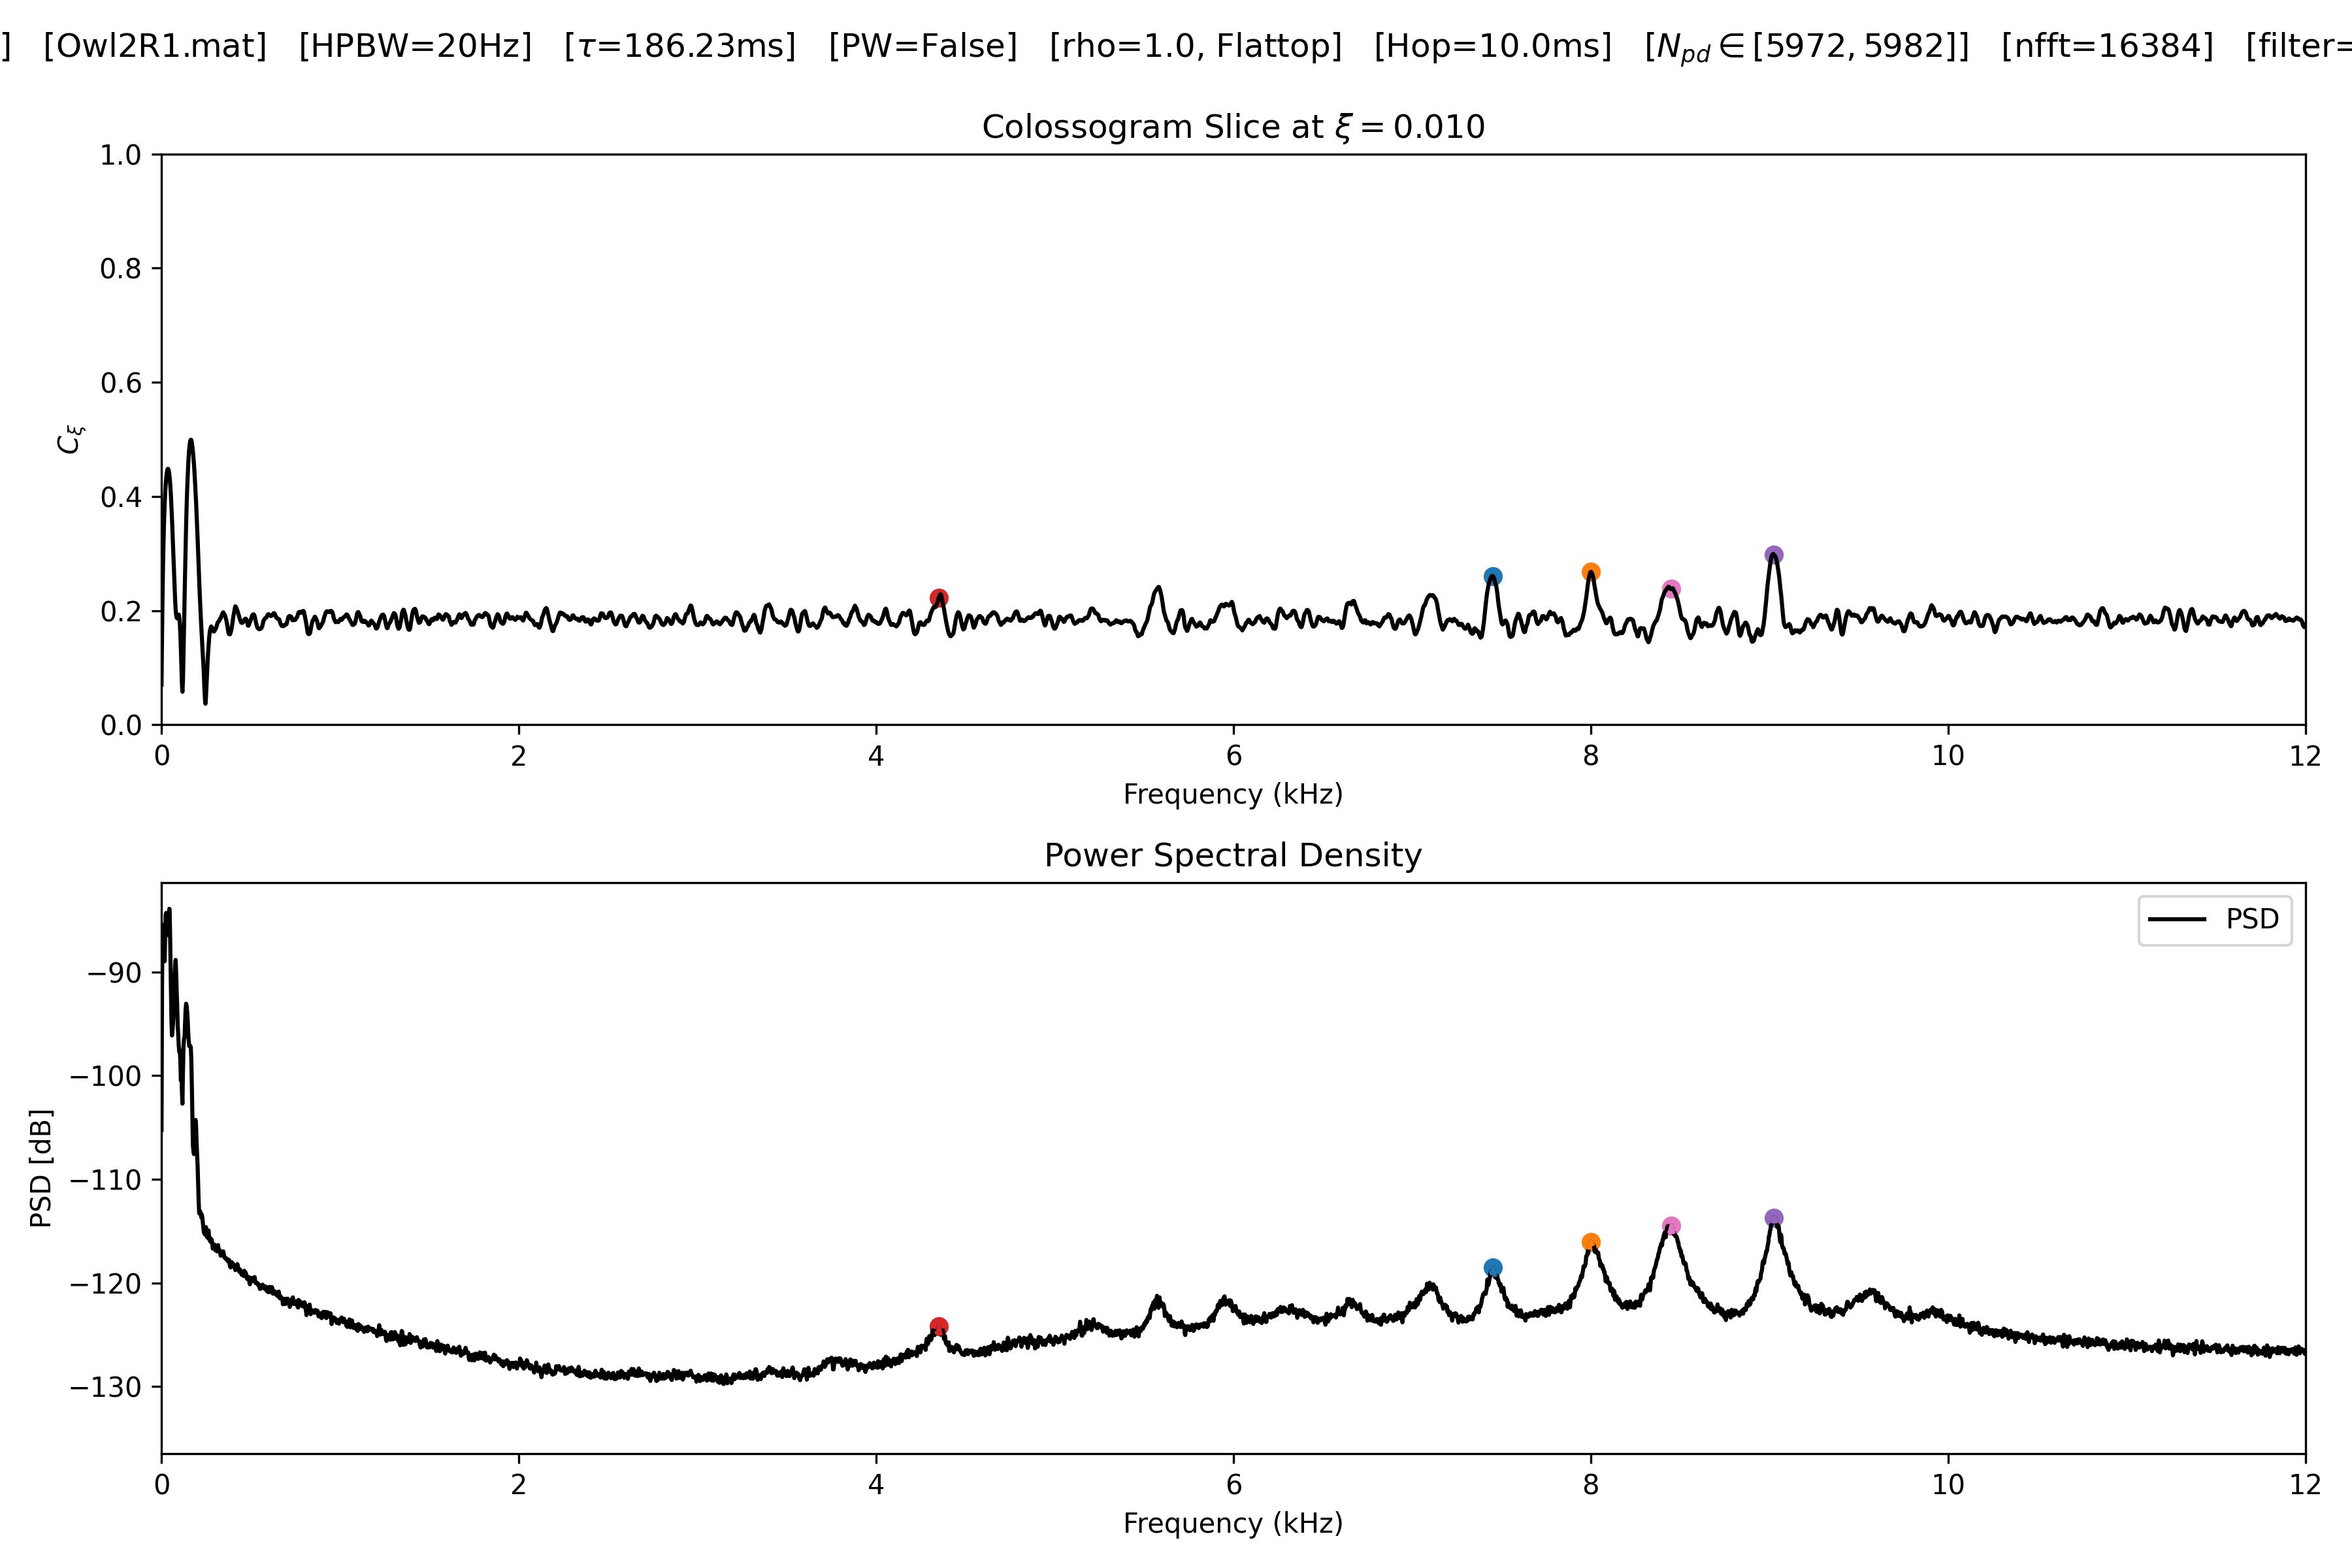 ] [Owl2R1.mat] [HPBW=20Hz] [τ=186.23ms] [PW=False] [rho=1.0, Flattop] [Hop=10.0ms] [N_pd ∈ [5972, 5982]] [nfft=16384] [filter=
Colossogram Slice at ξ = 0.010
1.0
0.8
0.6
0.4
0.2
0.0
C_ξ
0 2 4 6 8 10 12
Frequency (kHz)
Power Spectral Density
PSD
−90
−100
−110
−120
−130
PSD [dB]
0 2 4 6 8 10 12
Frequency (kHz)